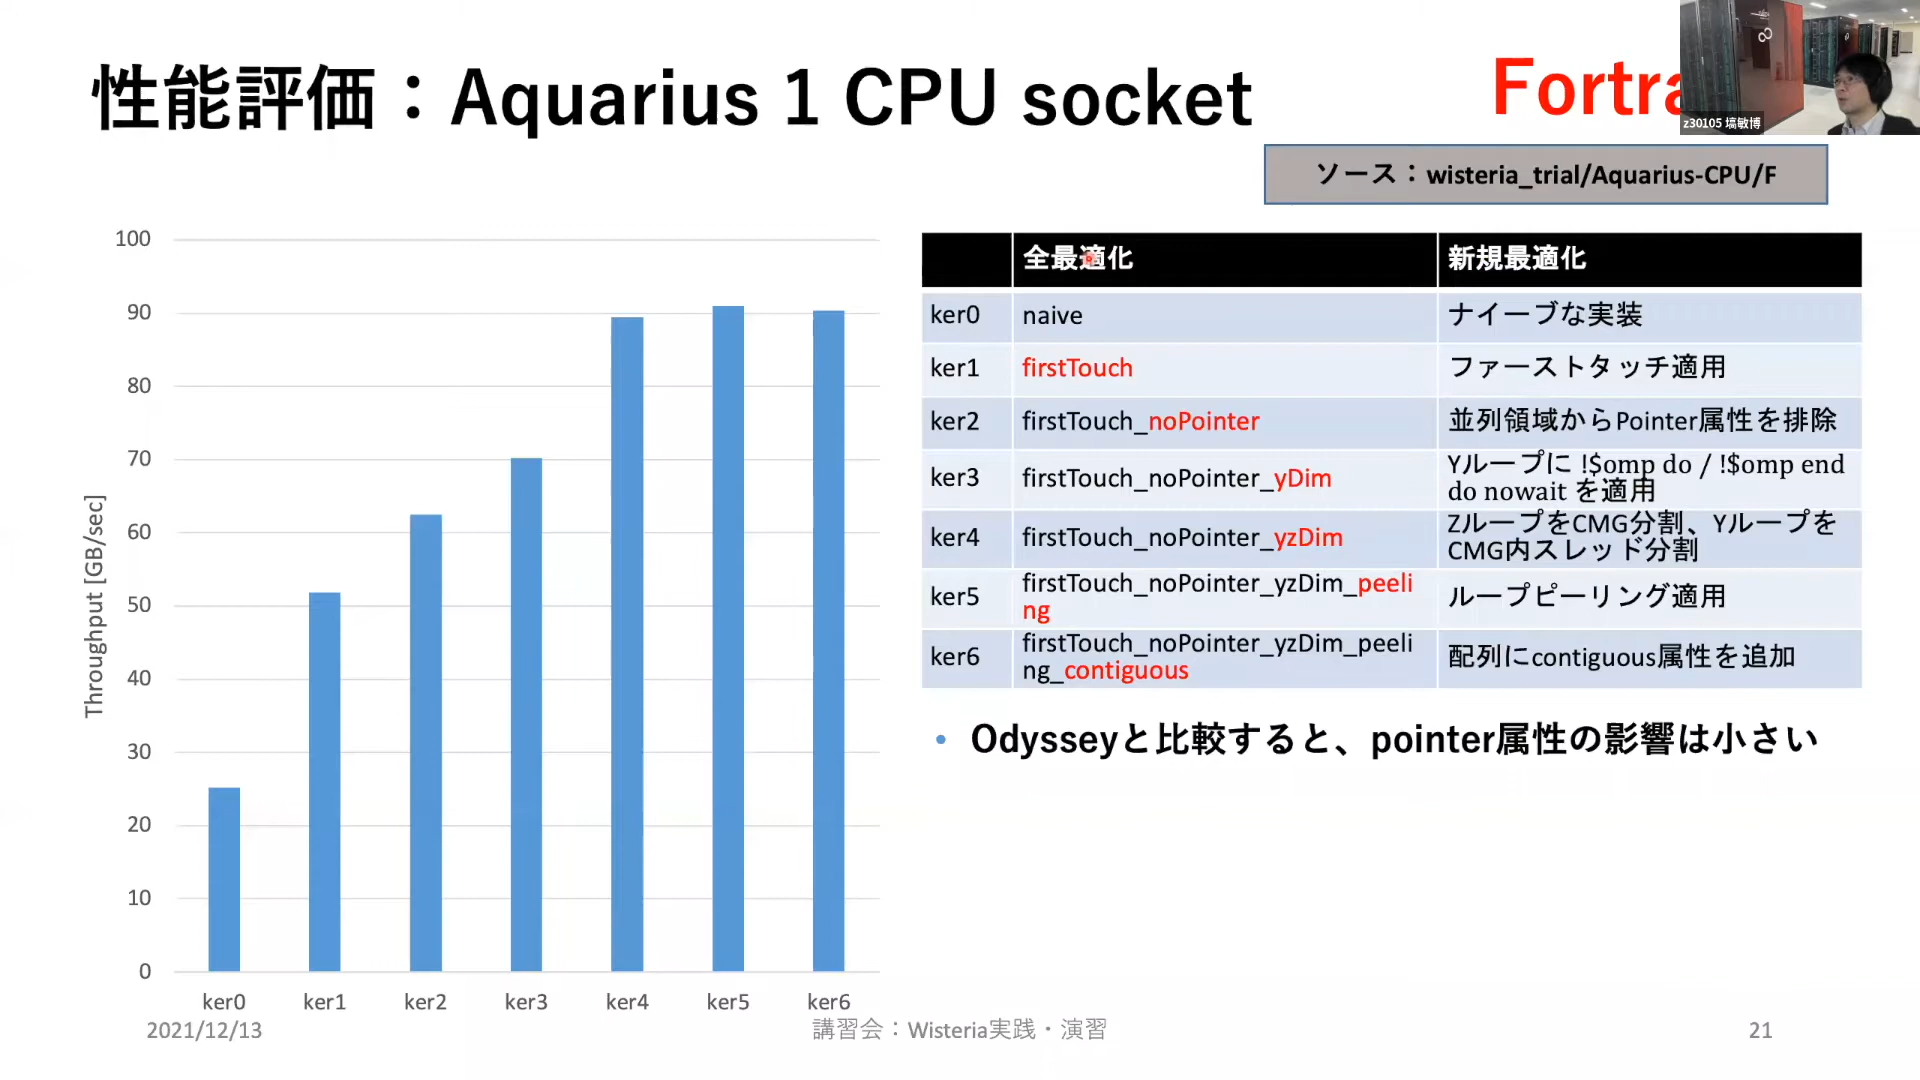 性能評価：Aquarius 1 CPU socket
Fortra
z30105 塙敏博
ソース：wisteria_trial/Aquarius-CPU/F
100
90
80
70
60
50
40
30
20
10
0
Throughput [GB/sec]
ker0 ker1 ker2 ker3 ker4 ker5 ker6
全最適化 新規最適化
ker0 naive ナイーブな実装
ker1 firstTouch ファーストタッチ適用
ker2 firstTouch_noPointer 並列領域からPointer属性を排除
ker3 firstTouch_noPointer_yDim Yループに !$omp do / !$omp end
do nowait を適用
ker4 firstTouch_noPointer_yzDim ZループをCMG分割、Yループを
CMG内スレッド分割
ker5 firstTouch_noPointer_yzDim_peeli
ng ループピーリング適用
ker6 firstTouch_noPointer_yzDim_peeli
ng_contiguous 配列にcontiguous属性を追加
• Odysseyと比較すると、pointer属性の影響は小さい
2021/12/13
講習会：Wisteria実践・演習
21